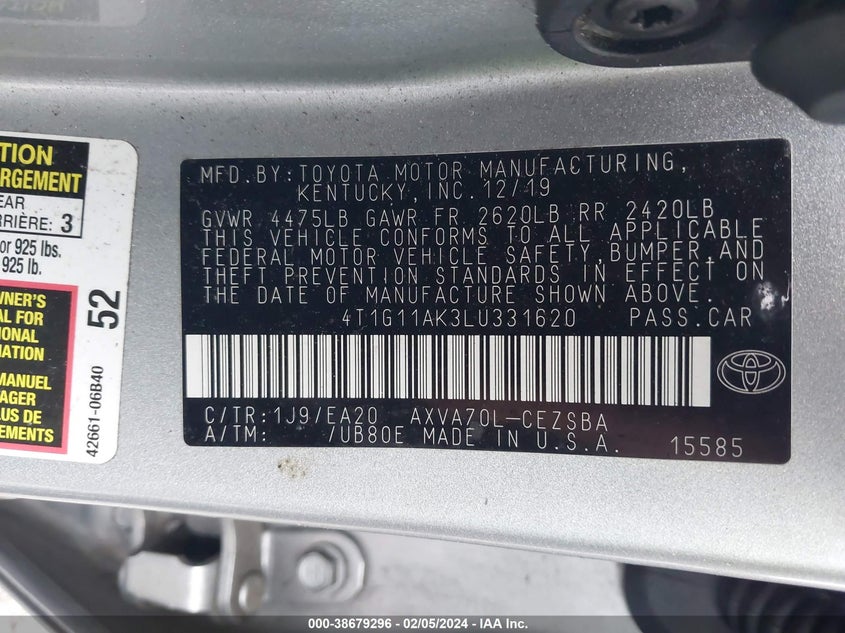 TION
RGEMENT
EAR
RRIÈRE: 3
or 925 lbs.
925 lb.
WNER'S
AL FOR
IONAL
MATION
MANUEL
NAGER
US
EMENTS
52
42661-06B40
MFD.BY: TOYOTA MOTOR MANUFACTURING,
KENTUCKY, INC. 12/19
GVWR 4475LB GAWR FR 2620LB RR 2420LB
THIS VEHICLE CONFORMS TO ALL APPLICABLE
FEDERAL MOTOR VEHICLE SAFETY, BUMPER, AND
THEFT PREVENTION STANDARDS IN EFFECT ON
THE DATE OF MANUFACTURE SHOWN ABOVE.
4T1G11AK3LU331620 PASS.CAR
C/TR: 1J9/EA20 AXVA70L-CEZSBA
A/TM: /UB80E MADE IN U.S.A. 15585
000-38679296 - 02/05/2024 - IAA Inc.